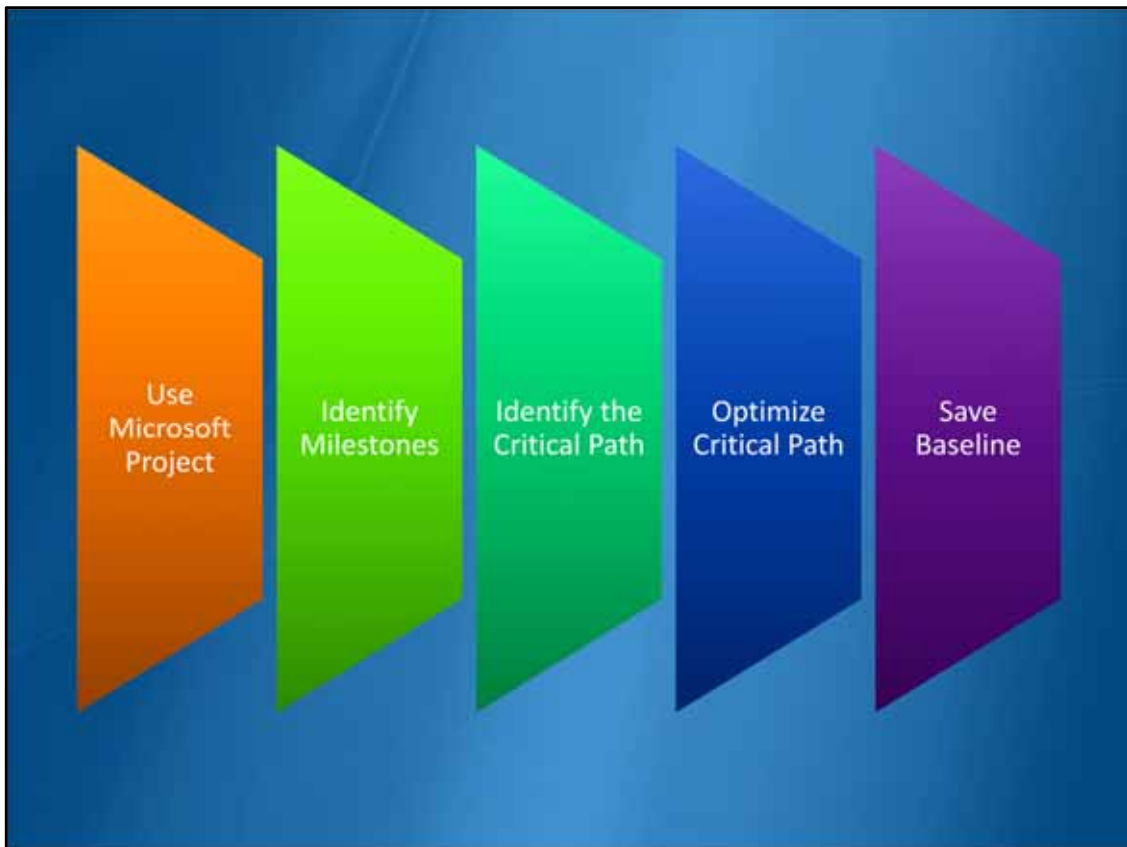 Use
Microsoft
Project
Identify
Milestones
Identify the
Critical Path
Optimize
Critical Path
Save
Baseline